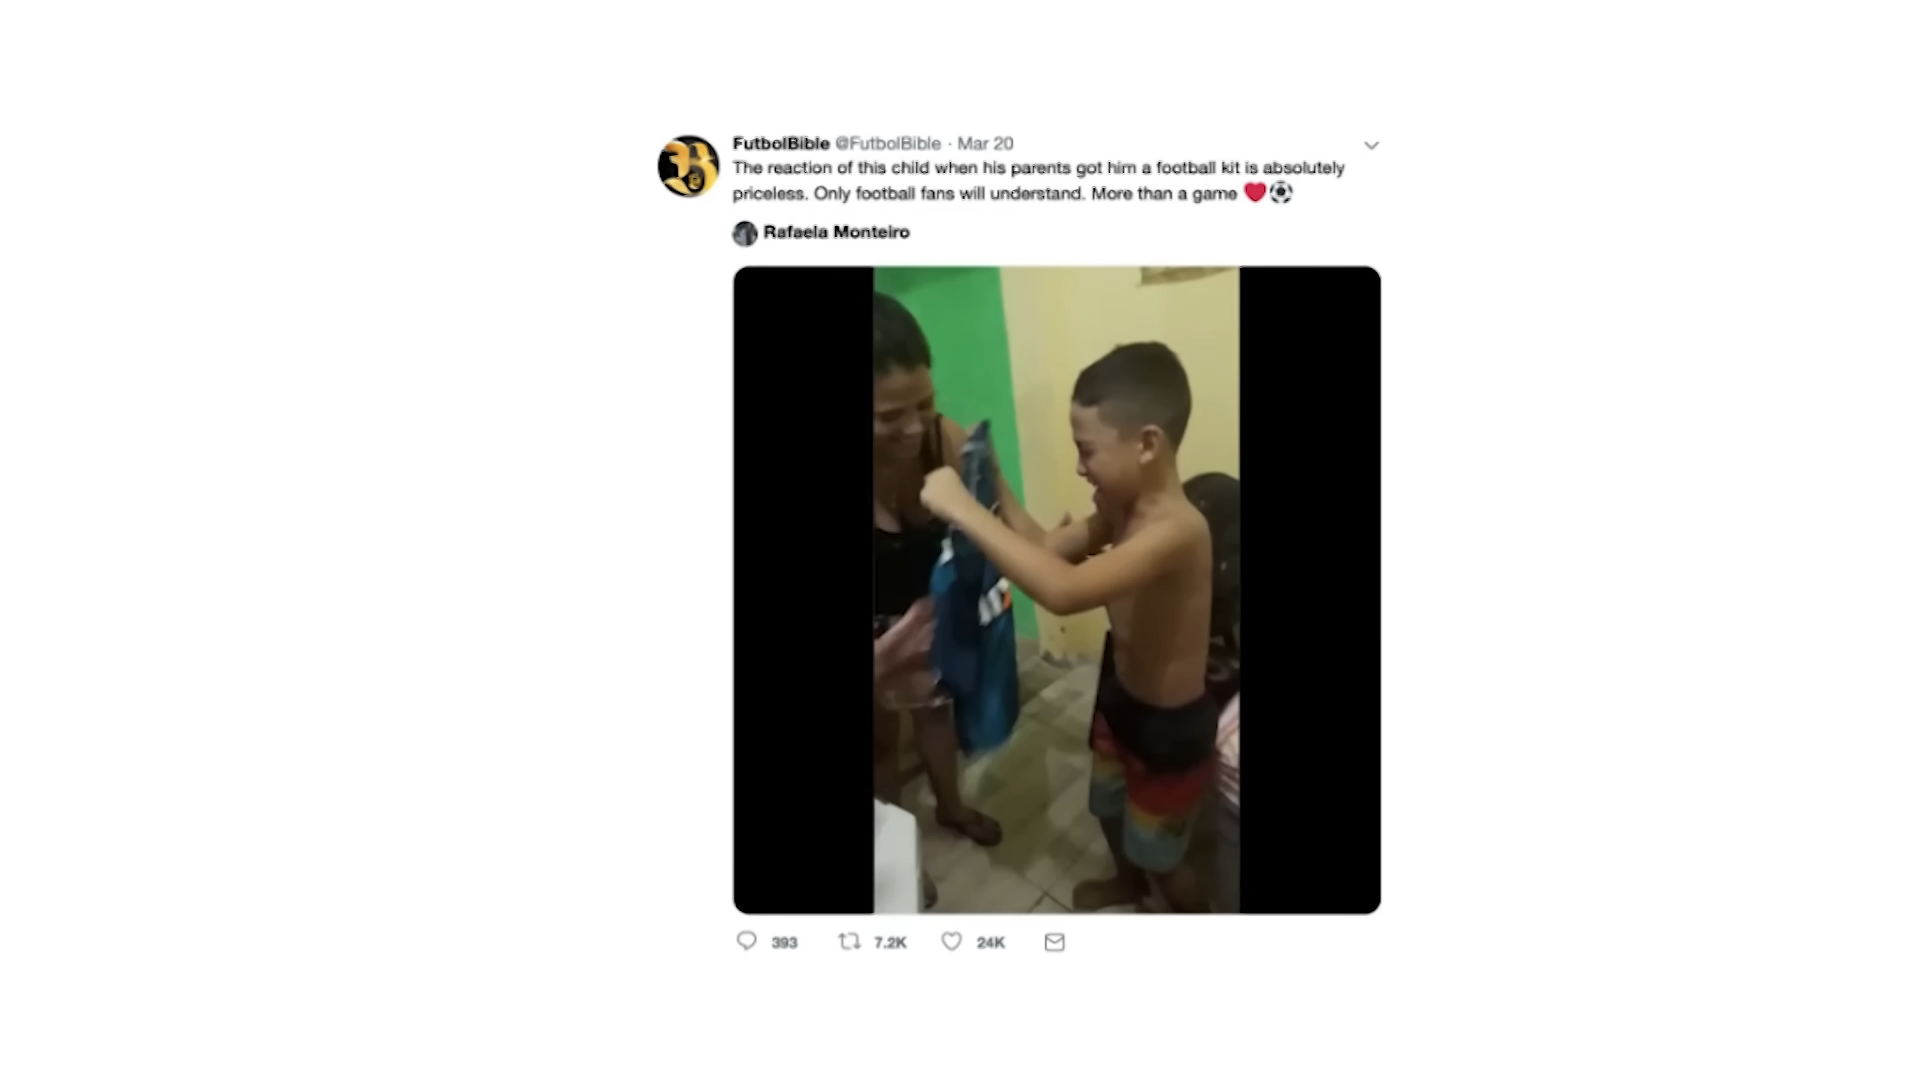 FutbolBible @FutbolBible · Mar 20
The reaction of this child when his parents got him a football kit is absolutely
priceless. Only football fans will understand. More than a game ❤️⚽
Rafaela Monteiro
393 7.2K 24K